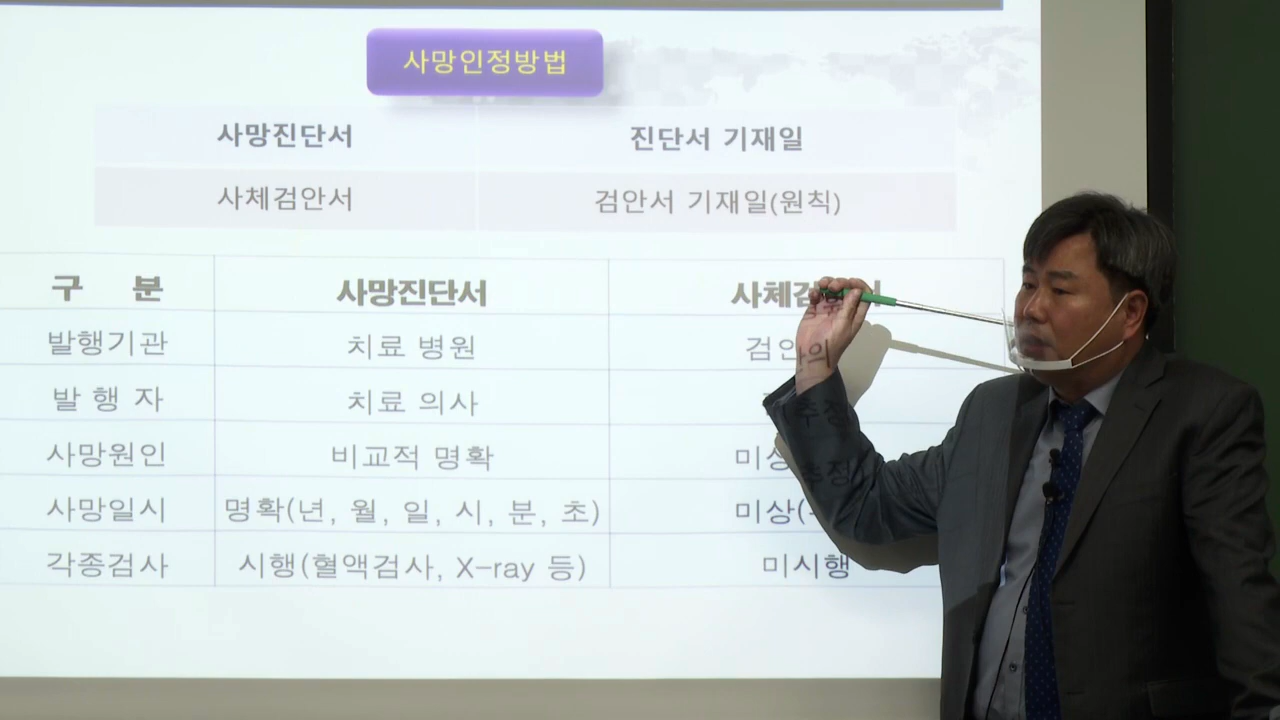 사망인정방법
사망진단서 진단서 기재일
사체검안서 검안서 기재일(원칙)
구 분 사망진단서
발행기관 치료 병원
발 행 자 치료 의사
사망원인 비교적 명확
사망일시 명확(년, 월, 일, 시, 분, 초) 미상(
각종검사 시행(혈액검사, X-ray 등) 미시행